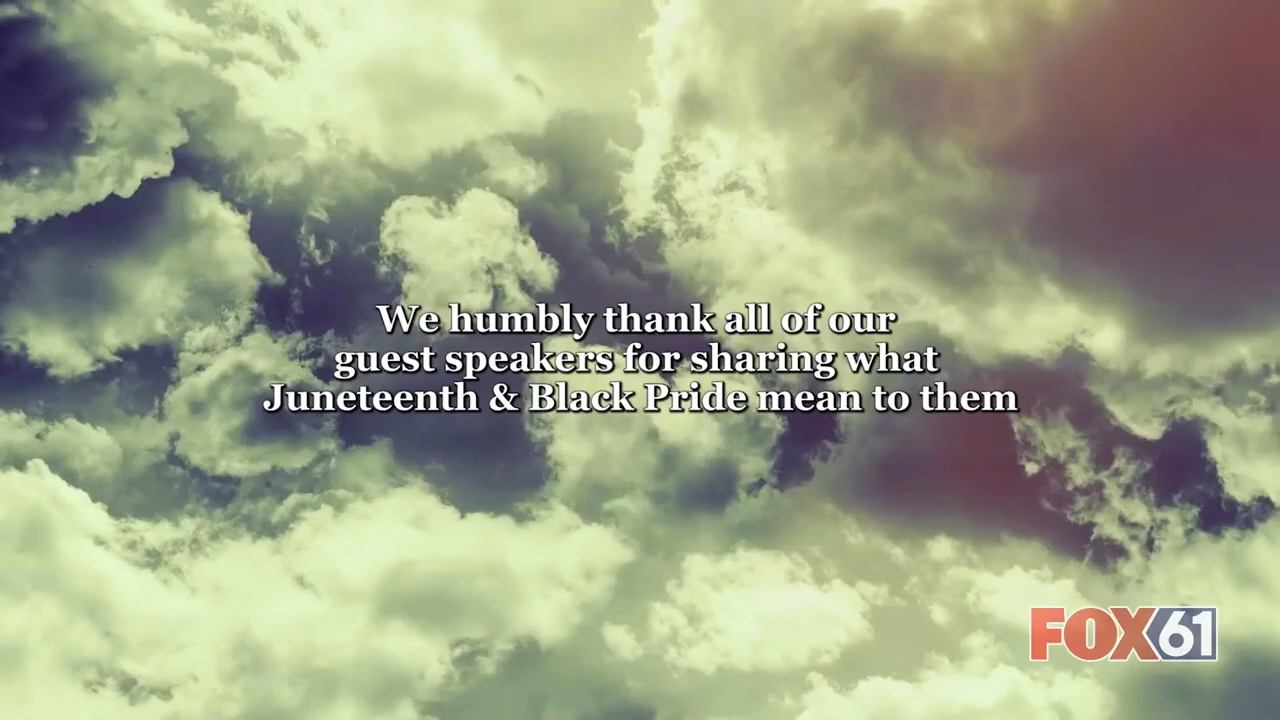 We humbly thank all of our
guest speakers for sharing what
Juneteenth & Black Pride mean to them
FOX61